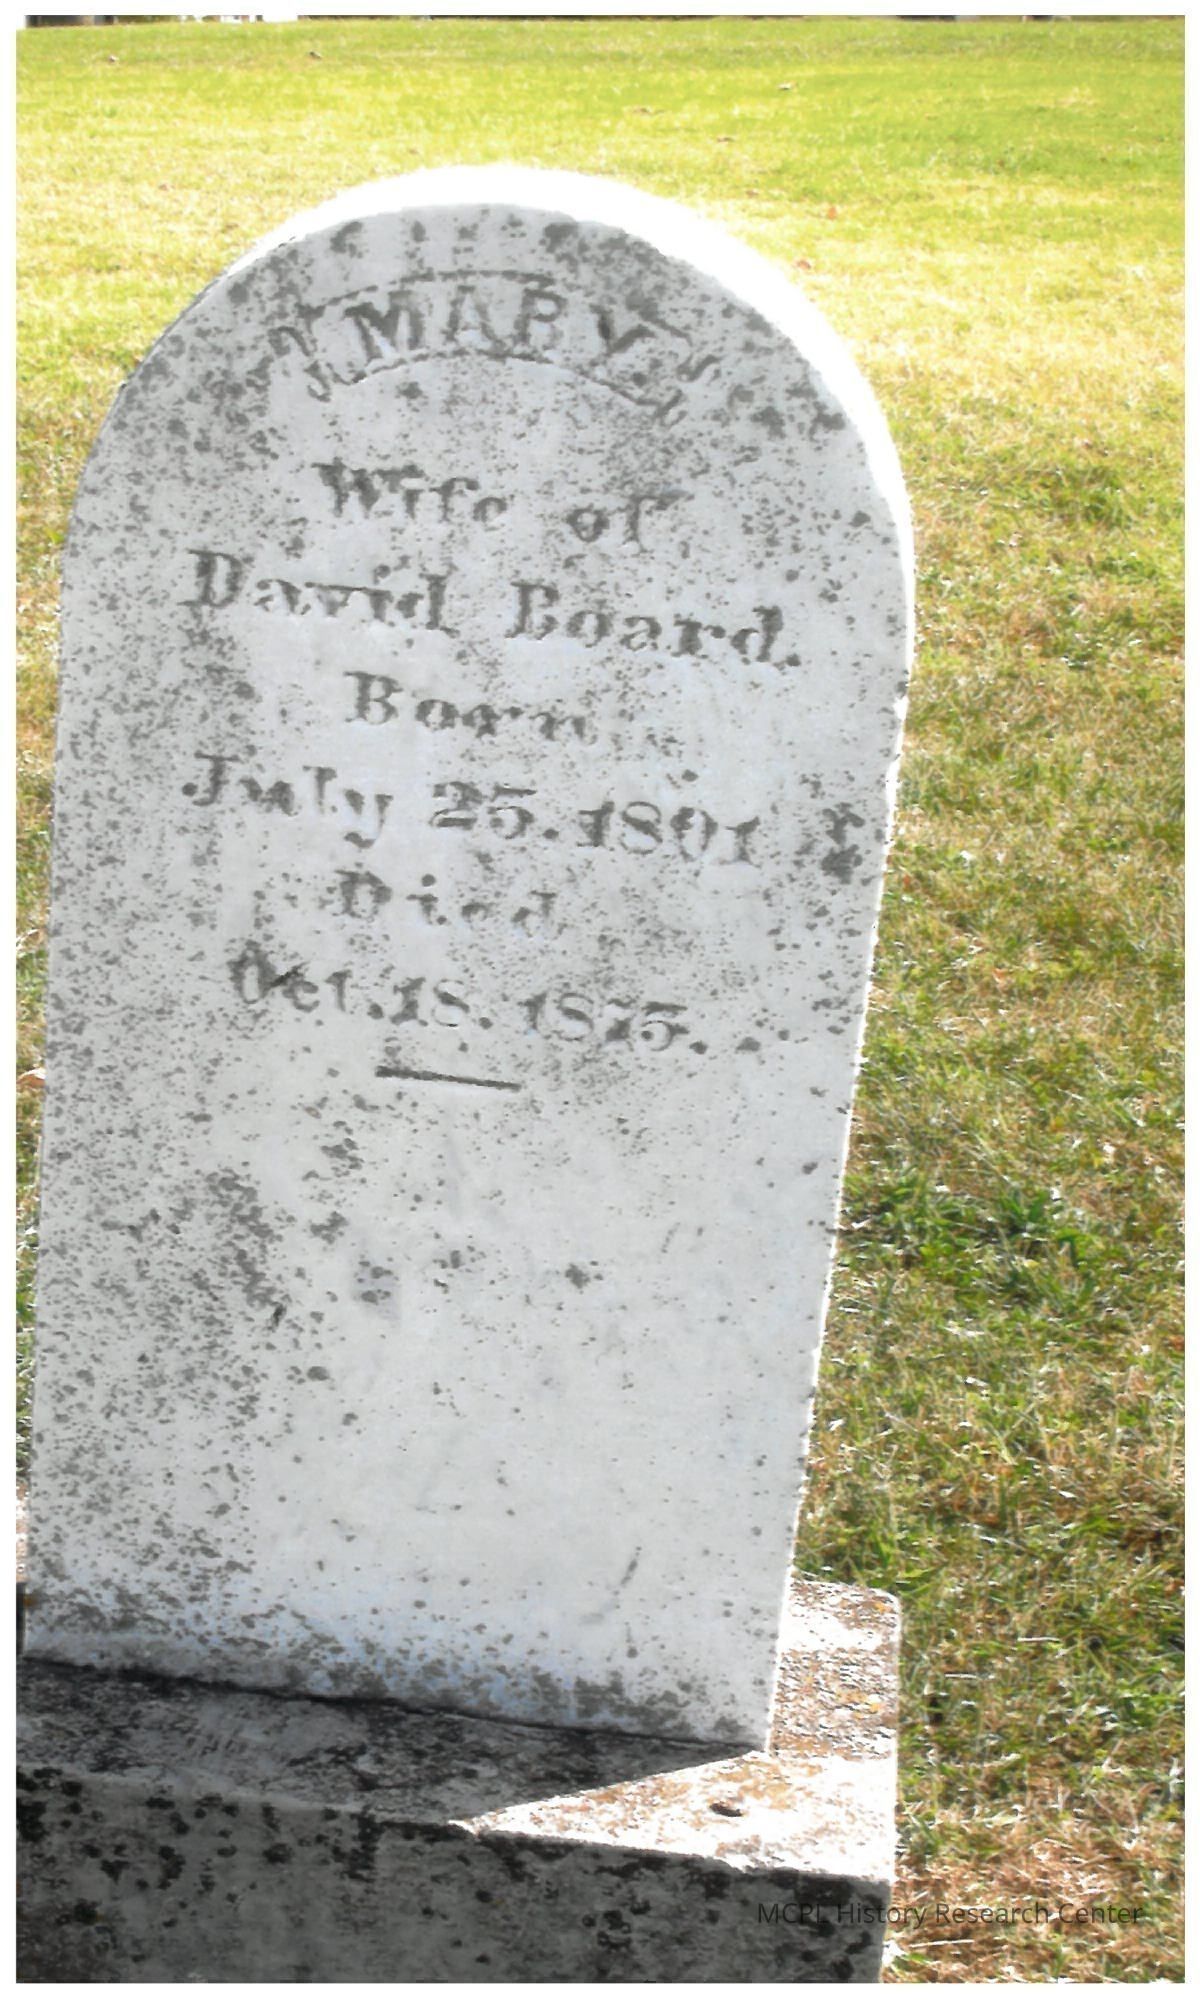 MARY
Wife of
David Board.
Born
July 25. 1801
Died
Oct. 18. 1875.
MCPL History Research Center